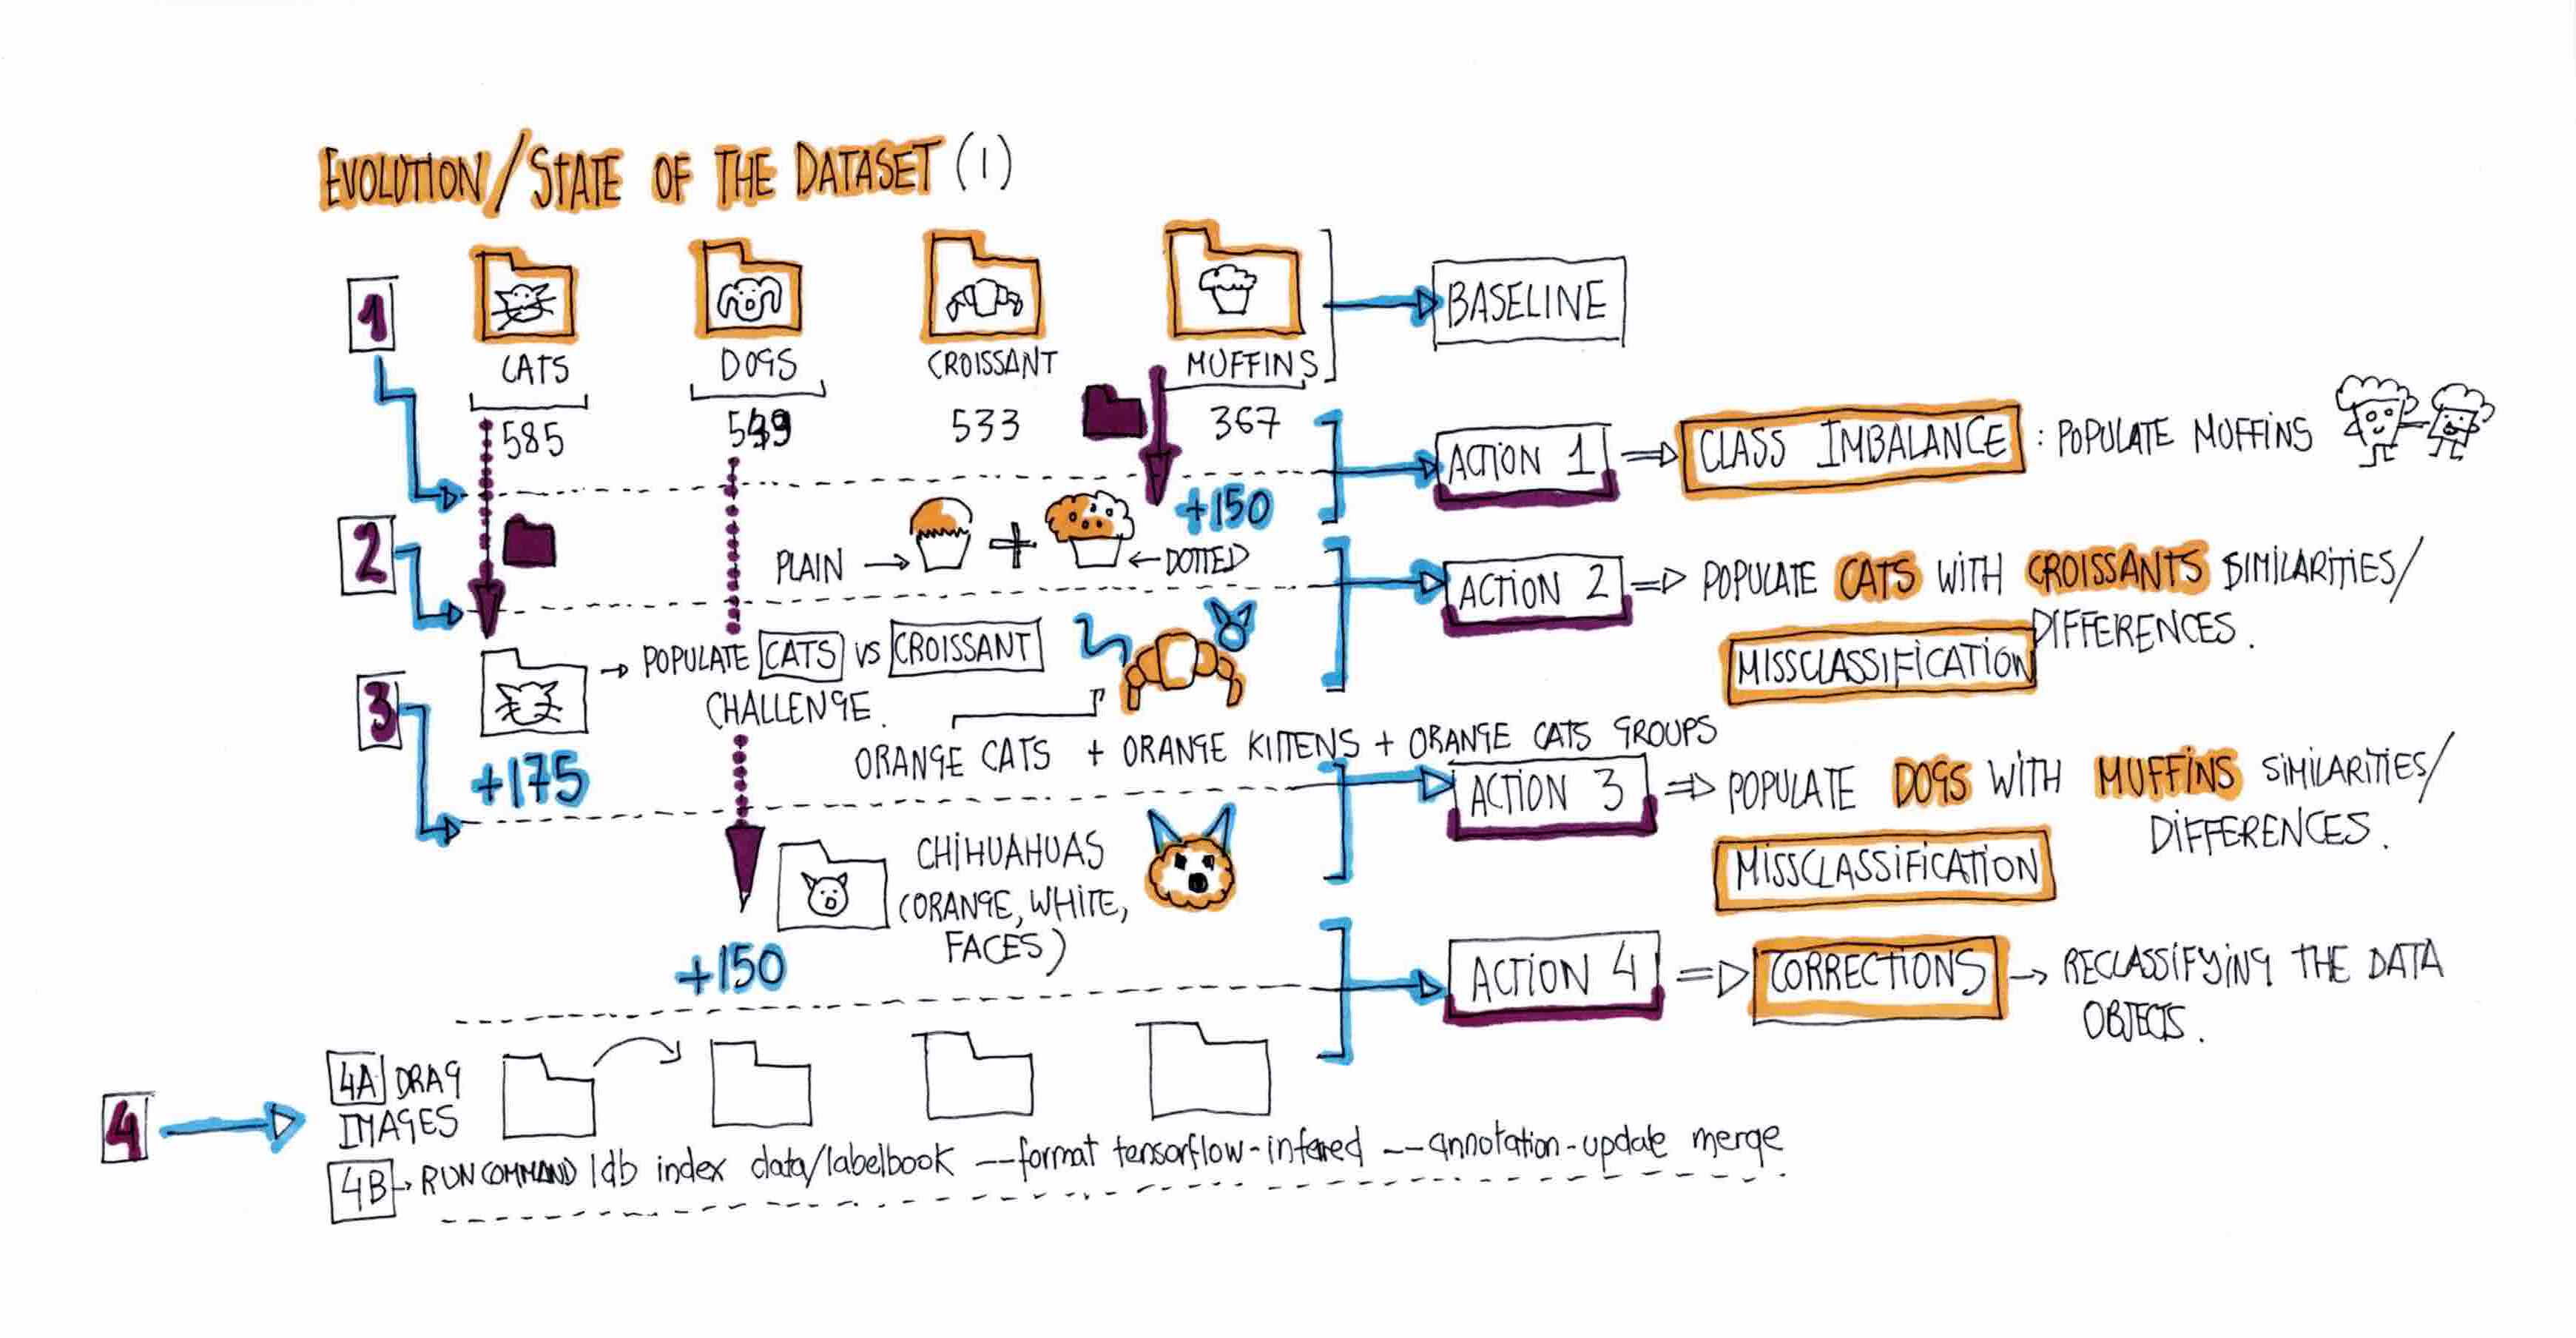 EVOLUTION/STATE OF THE DATASET (1)
1
CATS
DOGS
CROISSANT
MUFFINS
BASELINE
585
533
367
ACTION 1
CLASS IMBALANCE
: POPULATE MUFFINS
+150
2
PLAIN
+
DOTTED
ACTION 2
POPULATE CATS WITH CROISSANTS SIMILARITIES/
DIFFERENCES.
MISSCLASSIFICATION
POPULATE CATS VS CROISSANT
CHALLENGE.
3
+175
ORANGE CATS + ORANGE KITTENS + ORANGE CATS GROUPS
ACTION 3
POPULATE DOGS WITH MUFFINS SIMILARITIES/
DIFFERENCES.
MISSCLASSIFICATION
CHIHUAHUAS
(ORANGE, WHITE,
FACES)
+150
ACTION 4
CORRECTIONS
RECLASSIFYING THE DATA
OBJECTS.
4
4A DRAG
IMAGES
4B RUN COMMAND ldb index data/labelbook --format tensorflow-infered --annotation-update merge